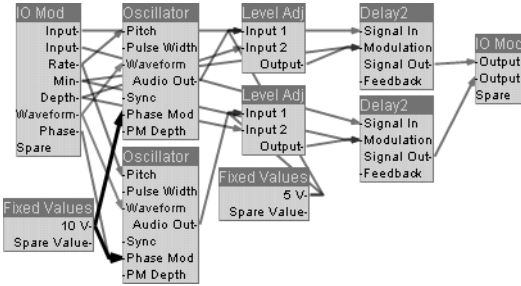 IO Mod
Input-
Input-
Rate-
Min-
Depth-
Waveform-
Phase-
Spare
Fixed Values
10 V-
Spare Value-
Oscillator
-Pitch
-Pulse Width
-Waveform
Audio Out-
-Sync
-Phase Mod
-PM Depth
Oscillator
-Pitch
-Pulse Width
-Waveform
Audio Out-
-Sync
-Phase Mod
-PM Depth
Level Adj
-Input 1
-Input 2
Output-
Level Adj
-Input 1
-Input 2
Output-
Fixed Values
5 V-
Spare Value-
Delay2
-Signal In
-Modulation
Signal Out-
-Feedback
Delay2
-Signal In
-Modulation
Signal Out-
-Feedback
IO Mod
-Output
-Output
Spare